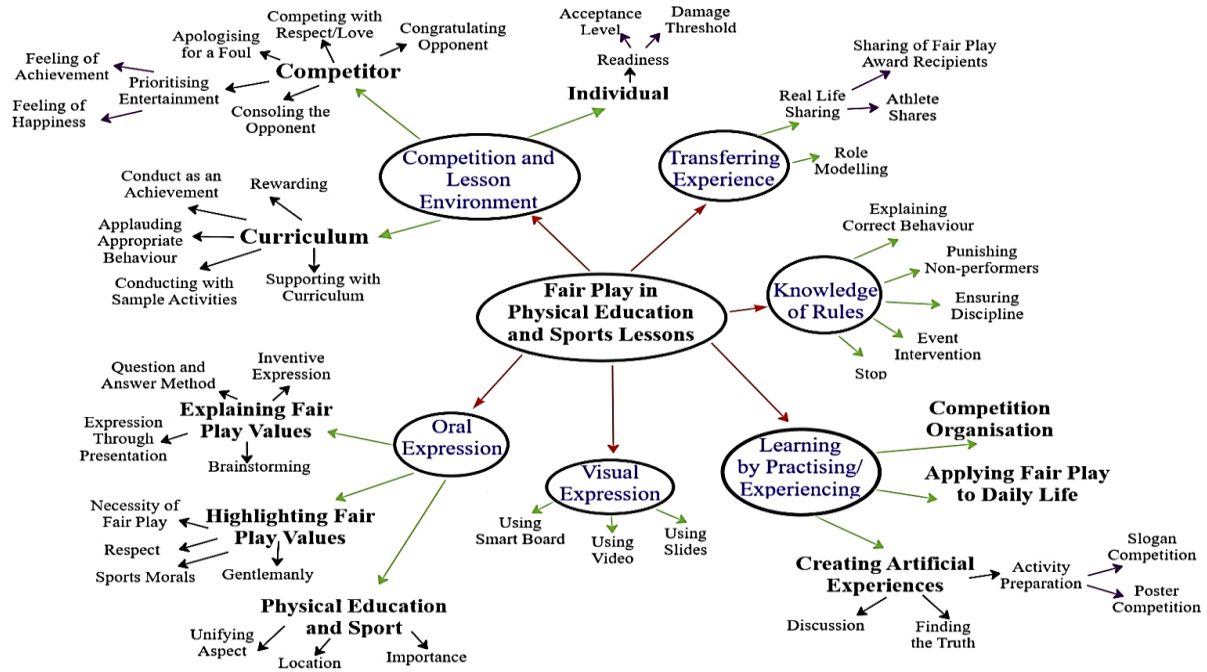 Competing with
Respect/Love
Apologising
for a Foul
Congratulating
Opponent
Feeling of
Achievement
Competitor
Prioritising
Entertainment
Feeling of
Happiness
Consoling the
Opponent
Acceptance
Level
Damage
Threshold
Readiness
Individual
Sharing of Fair Play
Award Recipients
Real Life
Sharing
Athlete
Shares
Role
Modelling
Transferring
Experience
Competition and
Lesson
Environment
Conduct as an
Achievement
Rewarding
Applauding
Appropriate
Behaviour
Curriculum
Conducting with
Sample Activities
Supporting with
Curriculum
Fair Play in
Physical Education
and Sports Lessons
Explaining
Correct Behaviour
Punishing
Non-performers
Knowledge
of Rules
Ensuring
Discipline
Event
Intervention
Stop
Question and
Answer Method
Inventive
Expression
Explaining Fair
Play Values
Expression
Through
Presentation
Brainstorming
Oral
Expression
Necessity of
Fair Play
Highlighting Fair
Play Values
Respect
Sports Morals
Gentlemanly
Physical Education
and Sport
Unifying
Aspect
Location
Importance
Visual
Expression
Using
Smart Board
Using
Video
Using
Slides
Learning
by Practising/
Experiencing
Competition
Organisation
Applying Fair Play
to Daily Life
Creating Artificial
Experiences
Activity
Preparation
Slogan
Competition
Poster
Competition
Discussion
Finding
the Truth